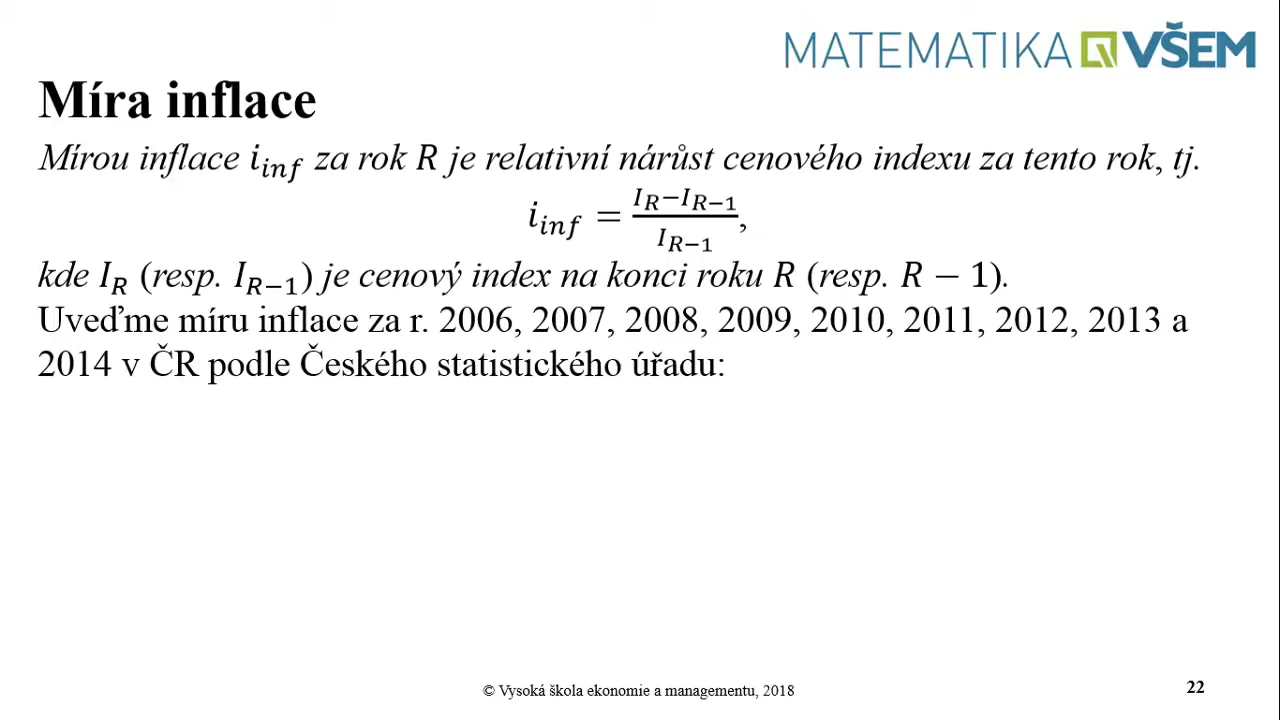 MATEMATIKA VŠEM
Míra inflace
Mírou inflace i_inf za rok R je relativní nárůst cenového indexu za tento rok, tj.
i_inf = (I_R − I_{R−1}) / I_{R−1},
kde I_R (resp. I_{R−1}) je cenový index na konci roku R (resp. R − 1).
Uveďme míru inflace za r. 2006, 2007, 2008, 2009, 2010, 2011, 2012, 2013 a
2014 v ČR podle Českého statistického úřadu:
© Vysoká škola ekonomie a managementu, 2018
22